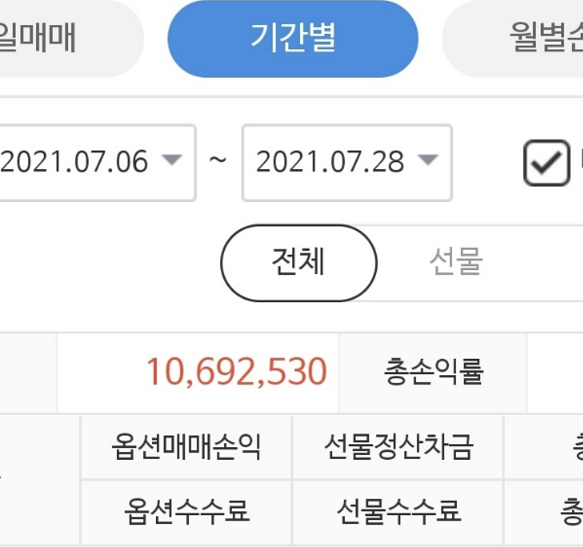 일매매 기간별 월별손
2021.07.06 ~ 2021.07.28
전체 선물
10,692,530 총손익률
옵션매매손익 선물정산차금
옵션수수료 선물수수료 총